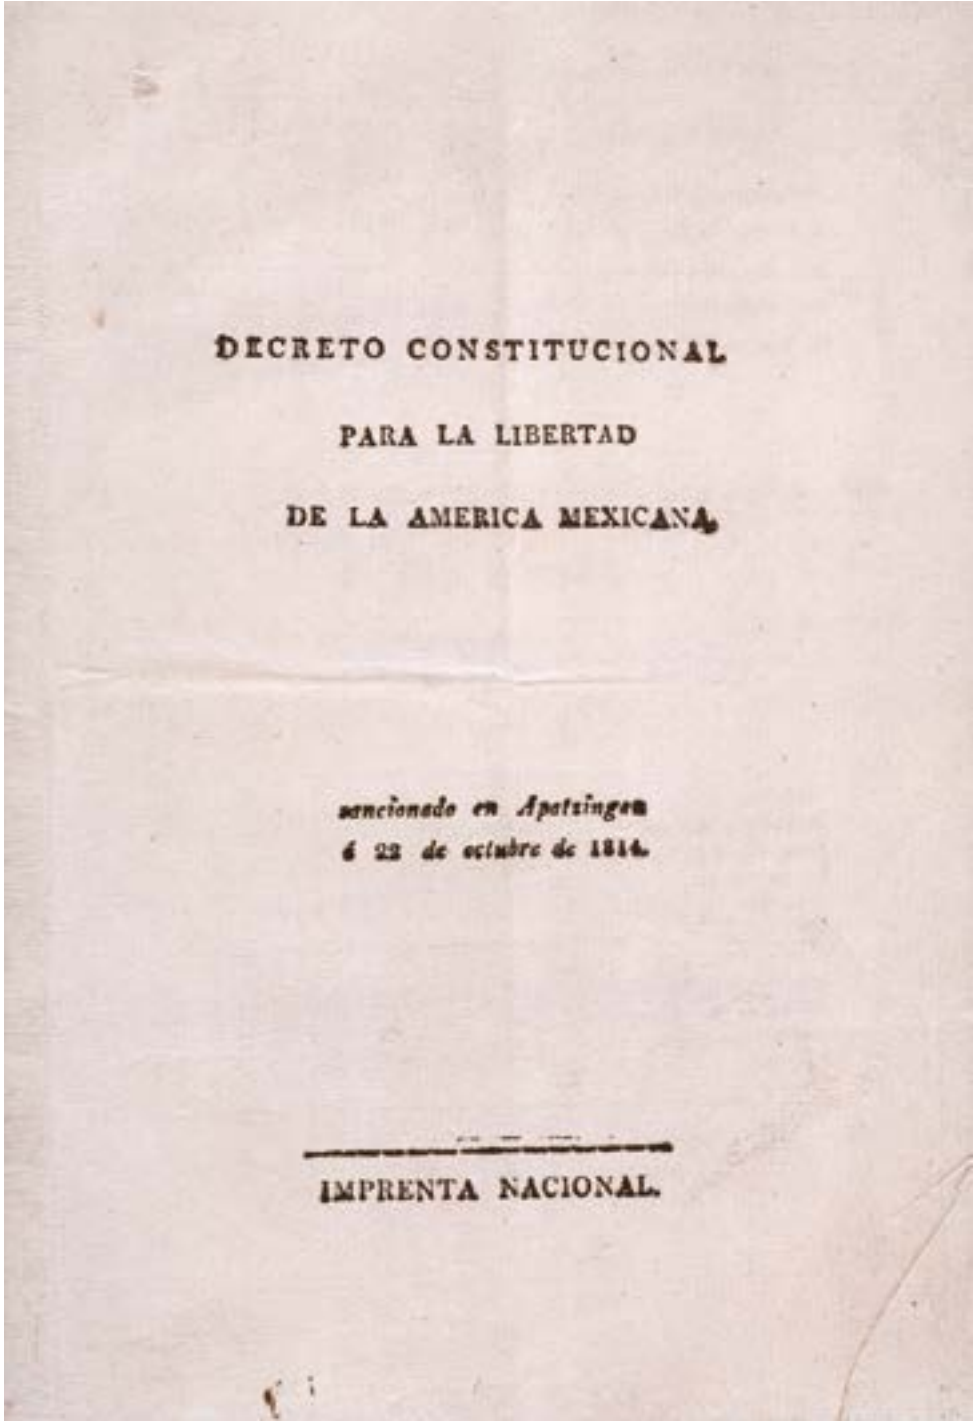 DECRETO CONSTITUCIONAL
PARA LA LIBERTAD
DE LA AMERICA MEXICANA,
sancionado en Apatzingan
á 22 de octubre de 1814.
IMPRENTA NACIONAL.